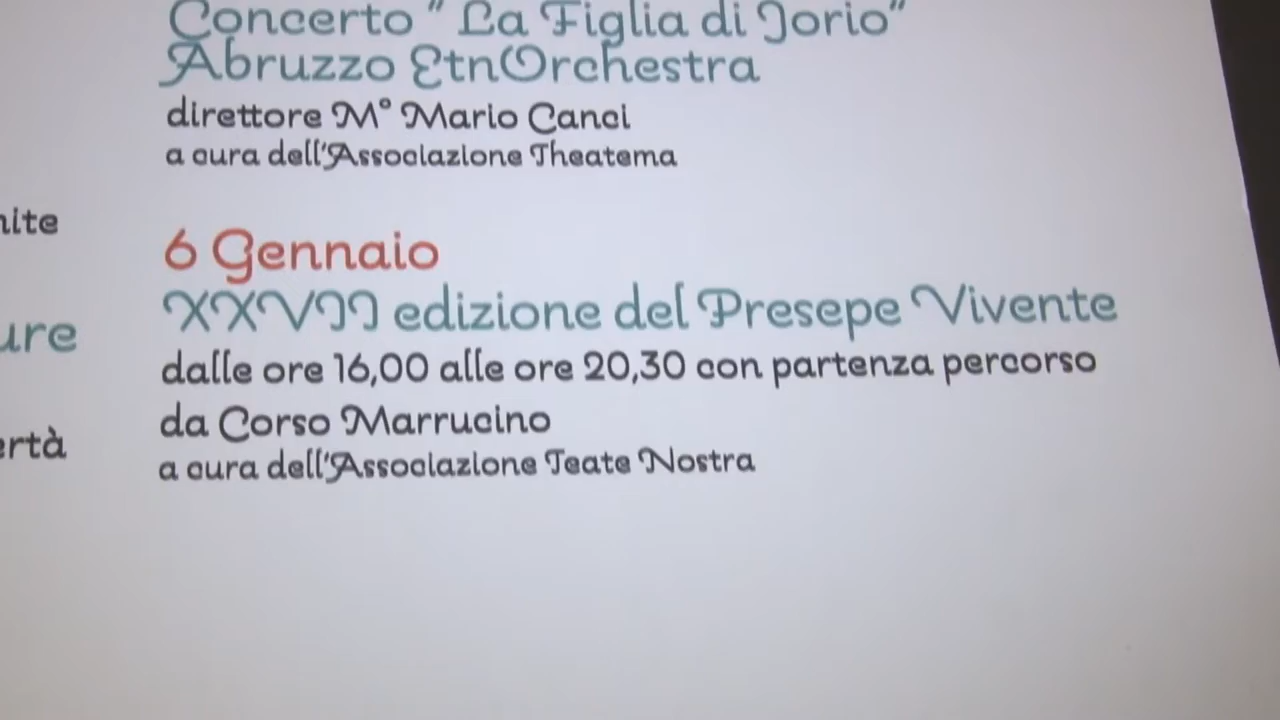 Concerto " La Figlia di Jorio"
Abruzzo EtnOrchestra
direttore M° Mario Canci
a cura dell'Associazione Theatema
6 Gennaio
XXVII edizione del Presepe Vivente
dalle ore 16,00 alle ore 20,30 con partenza percorso
da Corso Marrucino
a cura dell'Associazione Teate Nostra